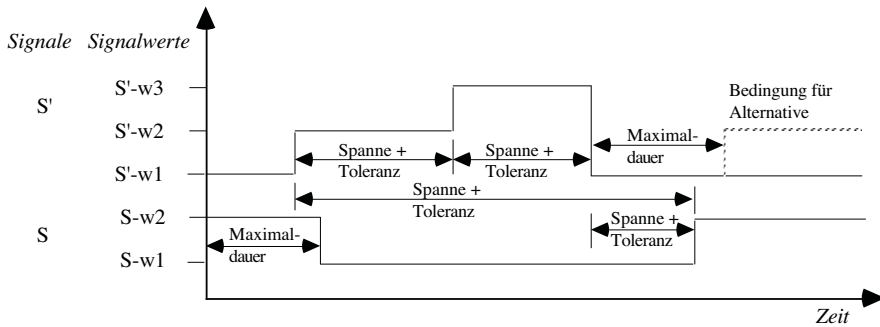 Signale
Signalwerte
S'
S'-w3
S'-w2
S'-w1
Bedingung für
Alternative
Spanne +
Toleranz
Spanne +
Toleranz
Maximal-
dauer
Spanne +
Toleranz
S
S-w2
S-w1
Maximal-
dauer
Spanne +
Toleranz
Zeit